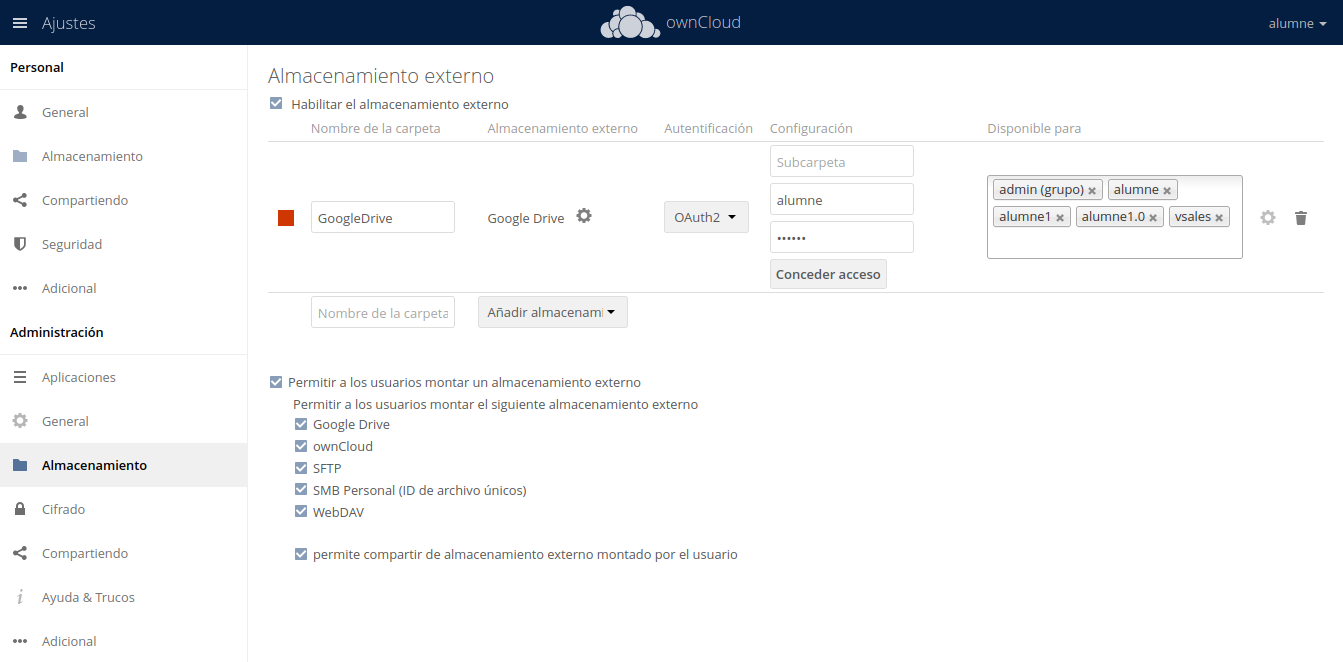 Ajustes
ownCloud
alumne
Personal
General
Almacenamiento
Compartiendo
Seguridad
Adicional
Administración
Aplicaciones
General
Almacenamiento
Cifrado
Compartiendo
Ayuda & Trucos
Adicional
Almacenamiento externo
Habilitar el almacenamiento externo
Nombre de la carpeta Almacenamiento externo Autentificación Configuración Disponible para
GoogleDrive
Google Drive
OAuth2
Subcarpeta
alumne
••••••
Conceder acceso
admin (grupo) × alumne ×
alumne1 × alumne1.0 × vsales ×
Nombre de la carpeta
Añadir almacenami
Permitir a los usuarios montar un almacenamiento externo
Permitir a los usuarios montar el siguiente almacenamiento externo
Google Drive
ownCloud
SFTP
SMB Personal (ID de archivo únicos)
WebDAV
permite compartir de almacenamiento externo montado por el usuario